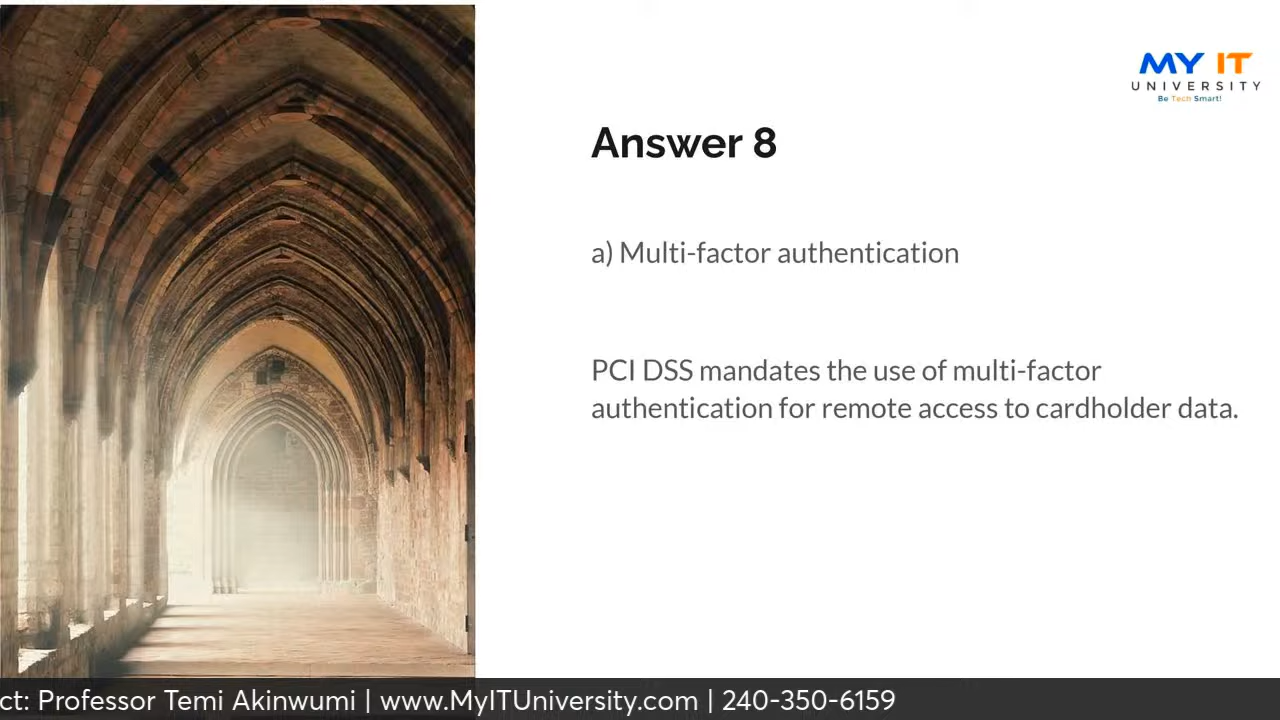 MY IT
UNIVERSITY
Be Tech Smart!
Answer 8
a) Multi-factor authentication
PCI DSS mandates the use of multi-factor
authentication for remote access to cardholder data.
ct: Professor Temi Akinwumi | www.MyITUniversity.com | 240-350-6159